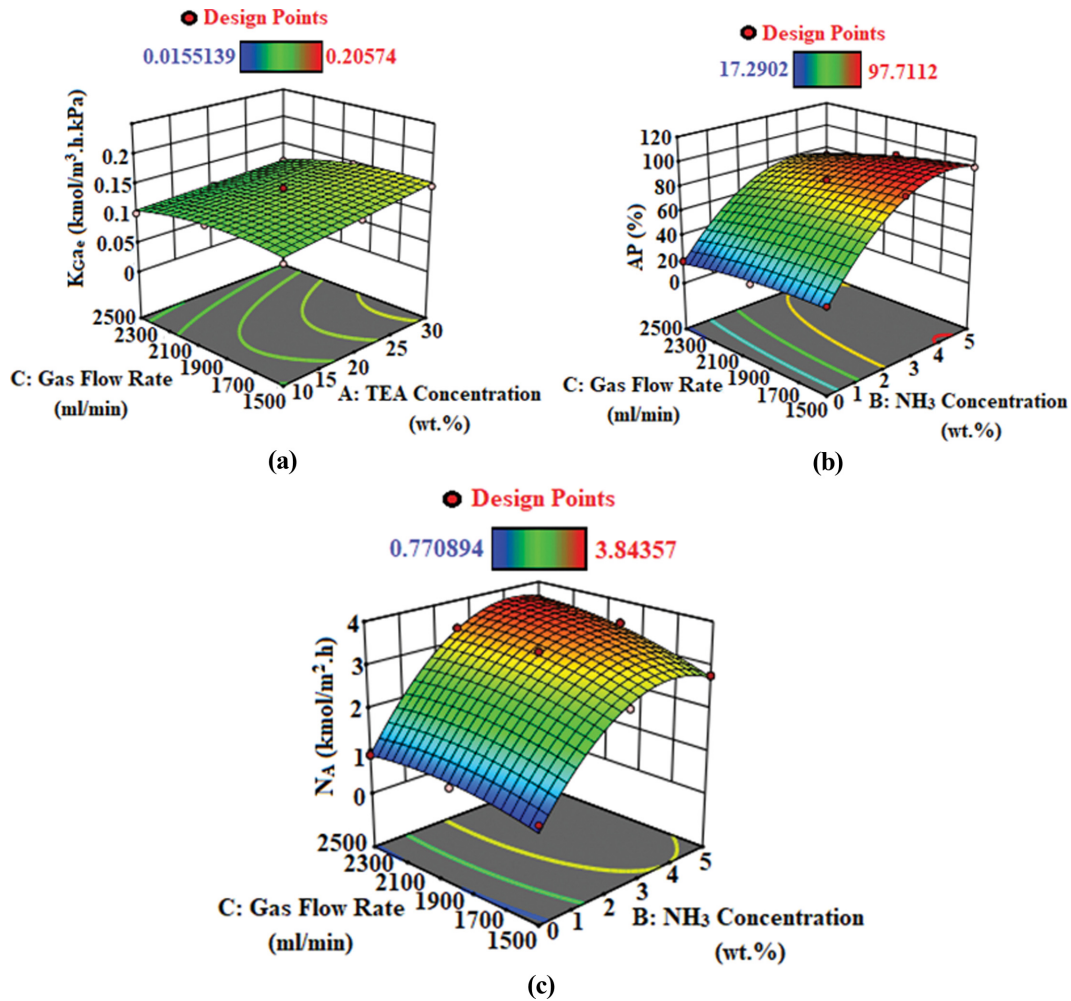 Design Points
0.0155139 0.20574
K_Ga_e (kmol/m³.h.kPa)
0.2
0.15
0.1
0.05
0
2500
2300
2100
1900
1700
1500
C: Gas Flow Rate
(ml/min)
10
15
20
25
30
A: TEA Concentration
(wt.%)
(a)
Design Points
17.2902 97.7112
AP (%)
120
100
80
60
40
20
0
2500
2300
2100
1900
1700
1500
C: Gas Flow Rate
(ml/min)
0
1
2
3
4
5
B: NH₃ Concentration
(wt.%)
(b)
Design Points
0.770894 3.84357
N_A (kmol/m².h)
4
3
2
1
0
2500
2300
2100
1900
1700
1500
C: Gas Flow Rate
(ml/min)
0
1
2
3
4
5
B: NH₃ Concentration
(wt.%)
(c)